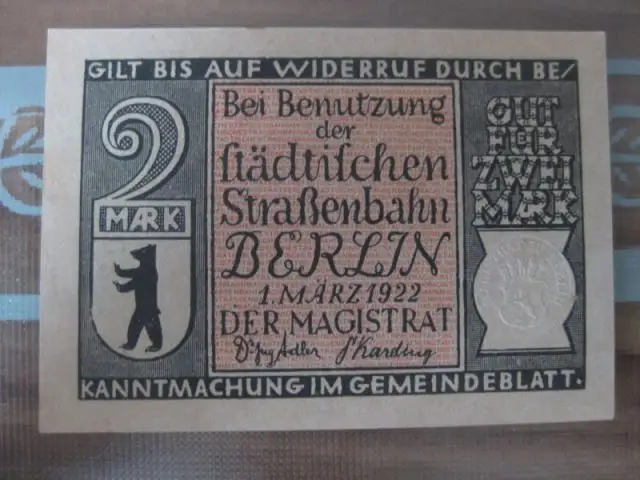 GILT BIS AUF WIDERRUF DURCH BE/
2
MARK
Bei Benutzung
der
städtischen
Straßenbahn
BERLIN
1. MÄRZ 1922
DER MAGISTRAT
Adler
GUT
FÜR
ZWEI
MARK
KANNTMACHUNG IM GEMEINDEBLATT.